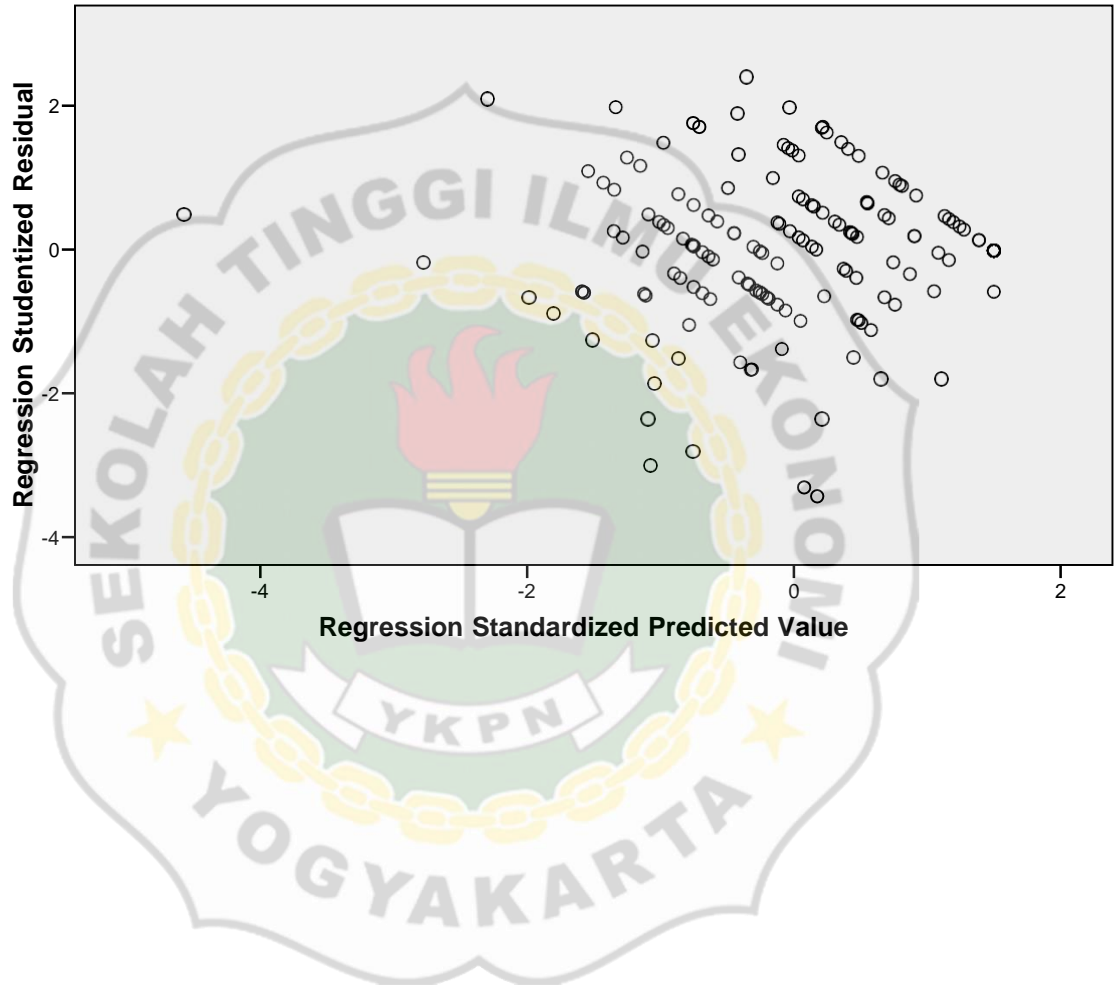 Regression Studentized Residual
2
0
-2
-4
-4
-2
0
2
Regression Standardized Predicted Value
SEKOLAH TINGGI ILMU EKONOMI
YKPN
YOGYAKARTA